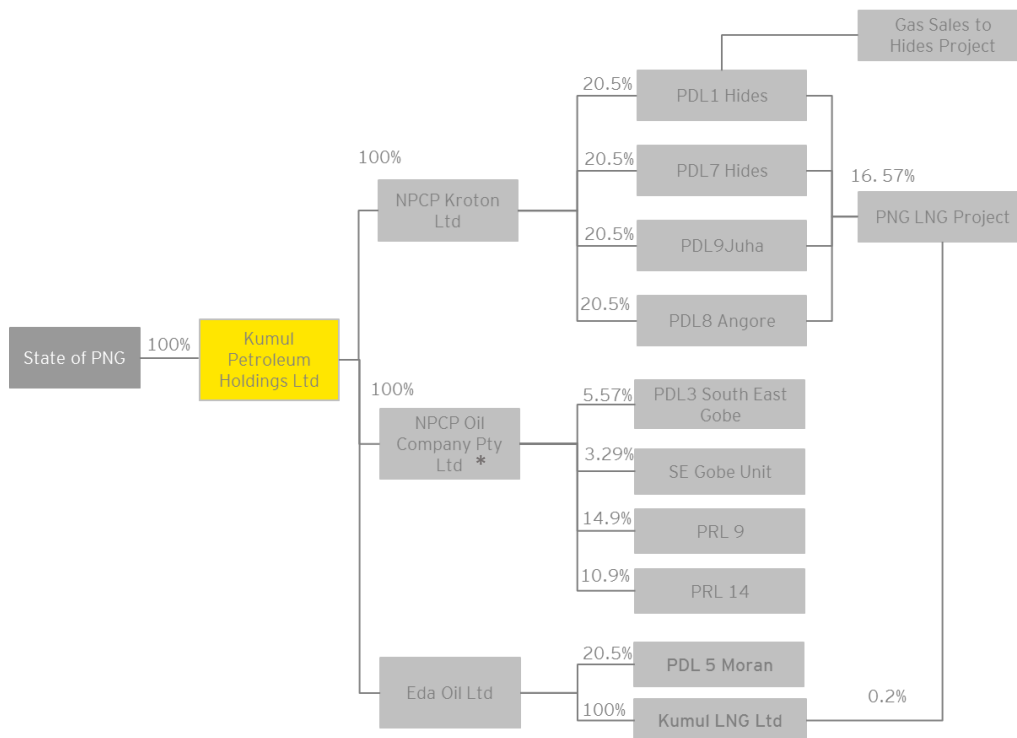 Gas Sales to
Hides Project
20.5%
PDL1 Hides
100%
20.5%
PDL7 Hides
16.57%
NPCP Kroton
Ltd
PNG LNG Project
20.5%
PDL9Juha
20.5%
PDL8 Angore
State of PNG
100%
Kumul
Petroleum
Holdings Ltd
100%
5.57%
PDL3 South East
Gobe
NPCP Oil
Company Pty
Ltd *
3.29%
SE Gobe Unit
14.9%
PRL 9
10.9%
PRL 14
20.5%
PDL 5 Moran
Eda Oil Ltd
100%
Kumul LNG Ltd
0.2%